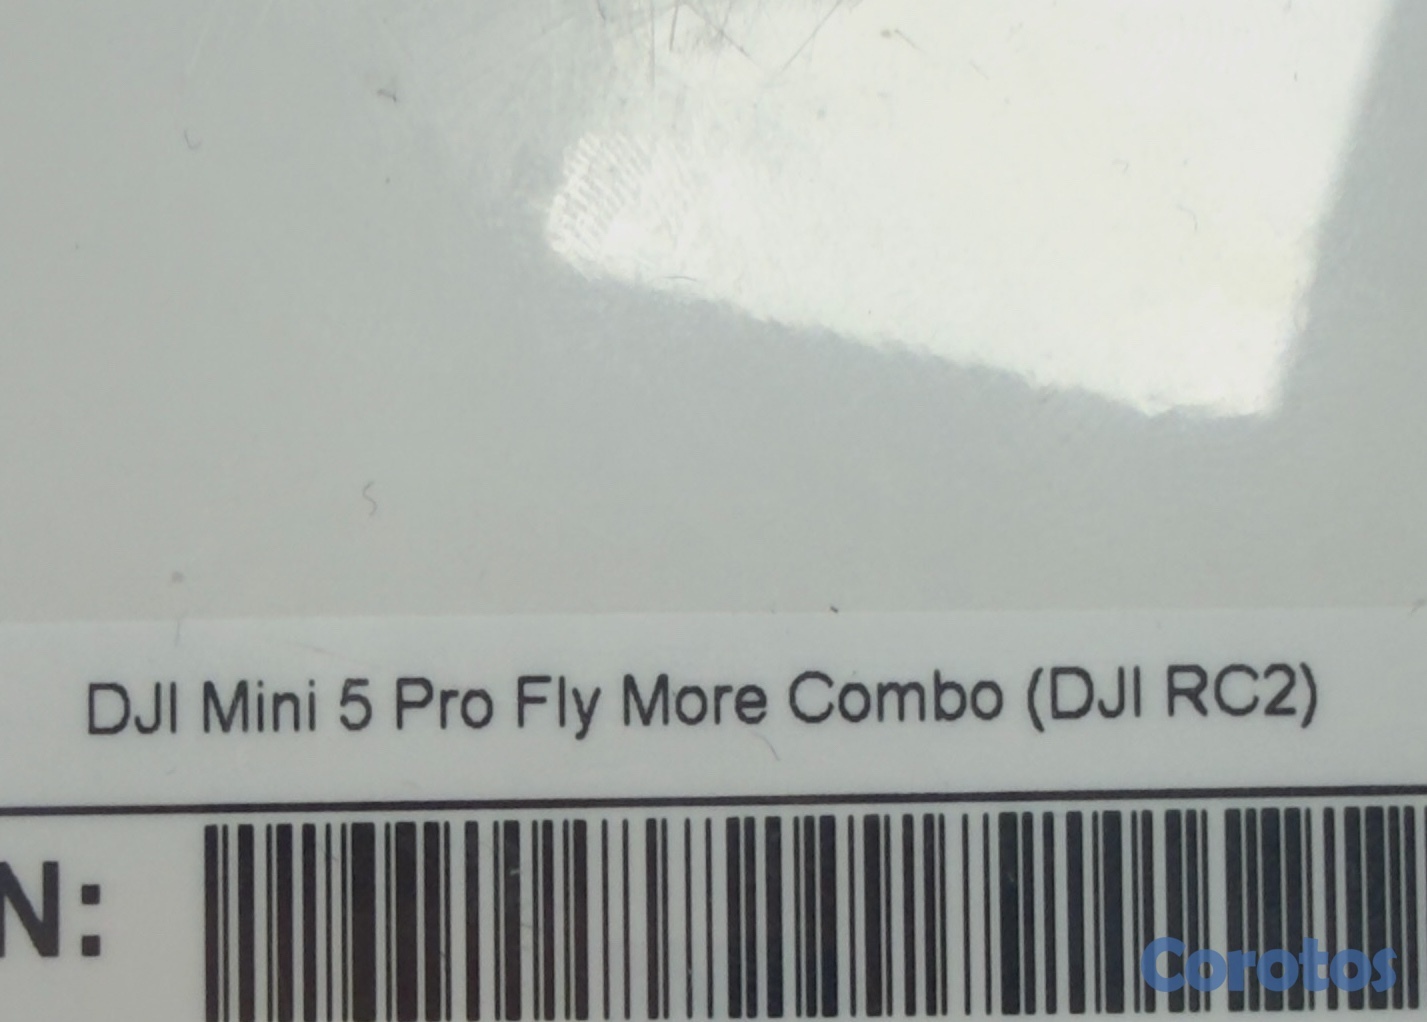 DJI Mini 5 Pro Fly More Combo (DJI RC2)
N:
Corotos